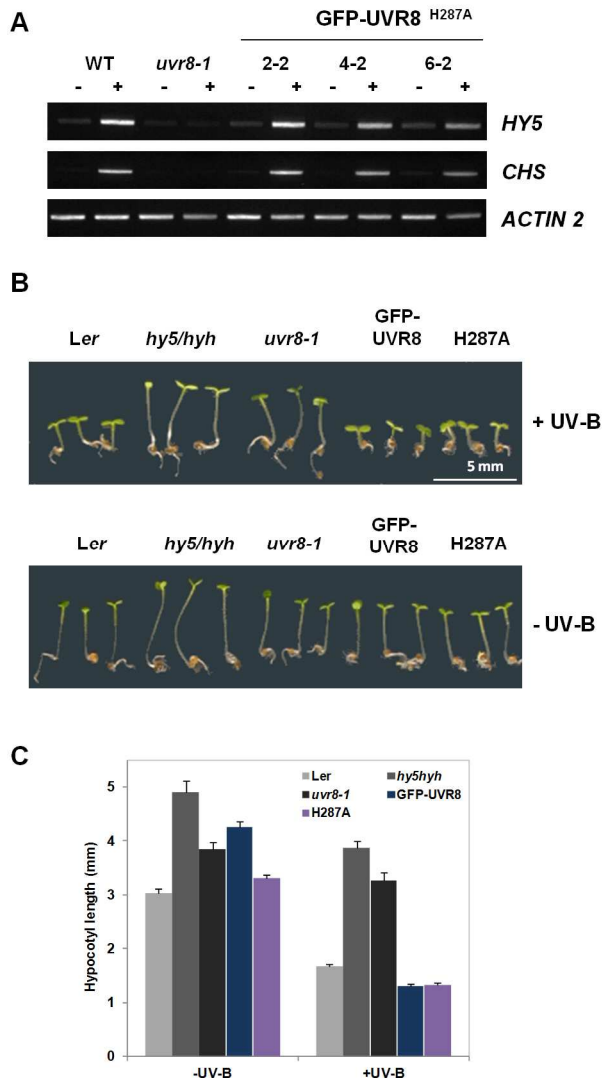 A
GFP-UVR8 H287A
WT uvr8-1 2-2 4-2 6-2
- + - + - + - + - +
HY5
CHS
ACTIN 2
B
Ler hy5/hyh uvr8-1 GFP-UVR8 H287A
+ UV-B
5 mm
Ler hy5/hyh uvr8-1 GFP-UVR8 H287A
- UV-B
C
Ler hy5hyh
uvr8-1 GFP-UVR8
H287A
Hypocotyl length (mm)
5
4
3
2
1
0
-UV-B +UV-B